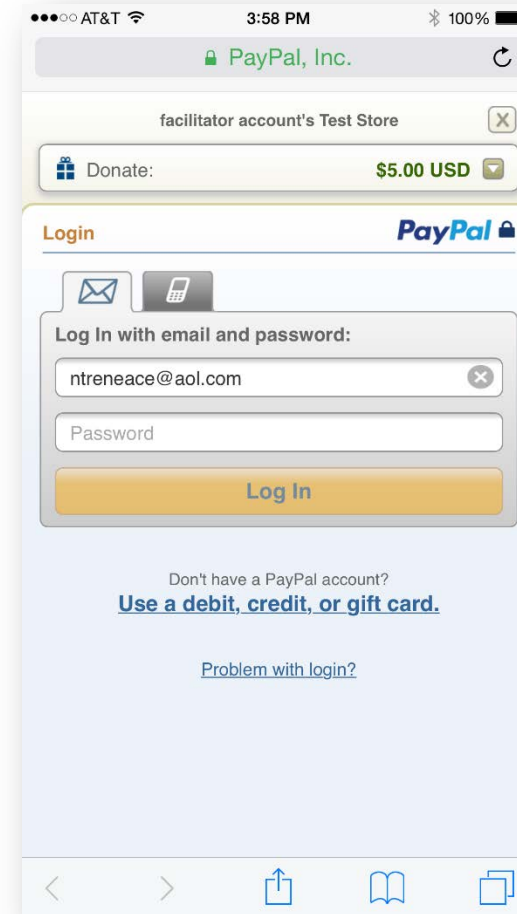 AT&T 3:58 PM 100%
PayPal, Inc.
facilitator account's Test Store
Donate: $5.00 USD
Login PayPal
Log In with email and password:
ntreneace@aol.com
Password
Log In
Don't have a PayPal account?
Use a debit, credit, or gift card.
Problem with login?